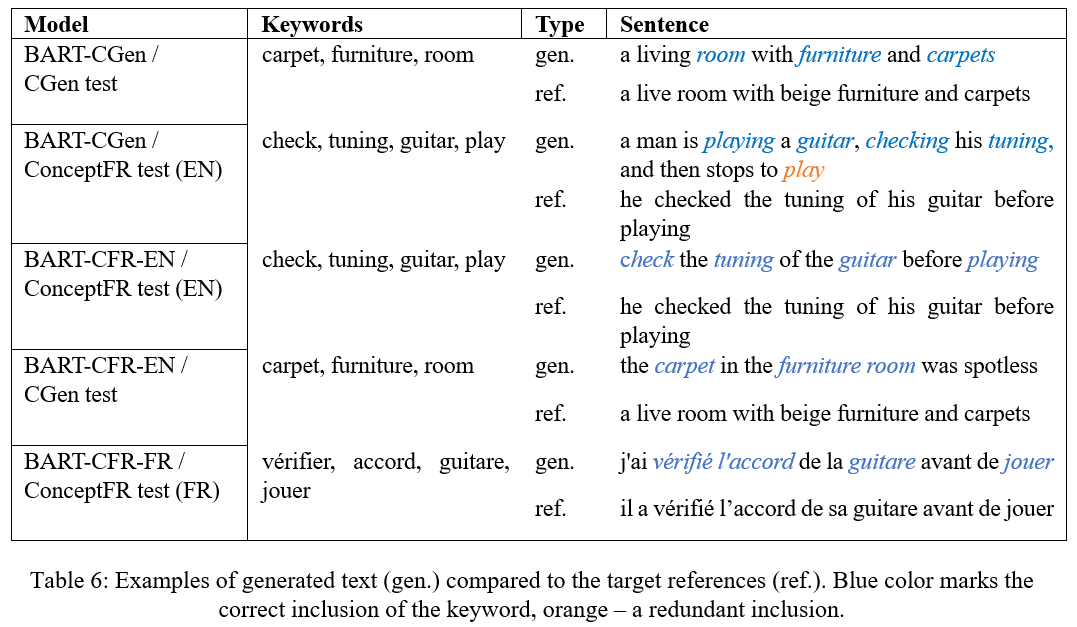 Model Keywords Type Sentence
BART-CGen / carpet, furniture, room gen. a living room with furniture and carpets
CGen test
ref. a live room with beige furniture and carpets
BART-CGen / check, tuning, guitar, play gen. a man is playing a guitar, checking his tuning,
ConceptFR test (EN) and then stops to play
ref. he checked the tuning of his guitar before
playing
BART-CFR-EN / check, tuning, guitar, play gen. check the tuning of the guitar before playing
ConceptFR test (EN)
ref. he checked the tuning of his guitar before
playing
BART-CFR-EN / carpet, furniture, room gen. the carpet in the furniture room was spotless
CGen test
ref. a live room with beige furniture and carpets
BART-CFR-FR / vérifier, accord, guitare, gen. j'ai vérifié l'accord de la guitare avant de jouer
ConceptFR test (FR) jouer
ref. il a vérifié l’accord de sa guitare avant de jouer
Table 6: Examples of generated text (gen.) compared to the target references (ref.). Blue color marks the
correct inclusion of the keyword, orange – a redundant inclusion.